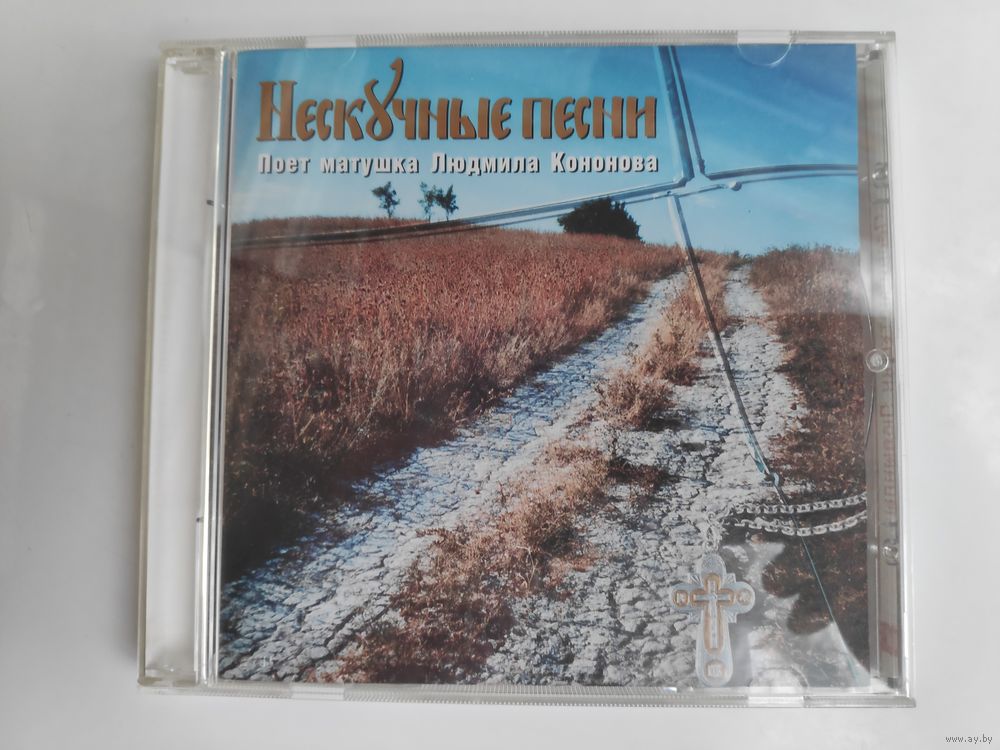 Нескучные песни
Поет матушка Людмила Кононова
www.ay.by